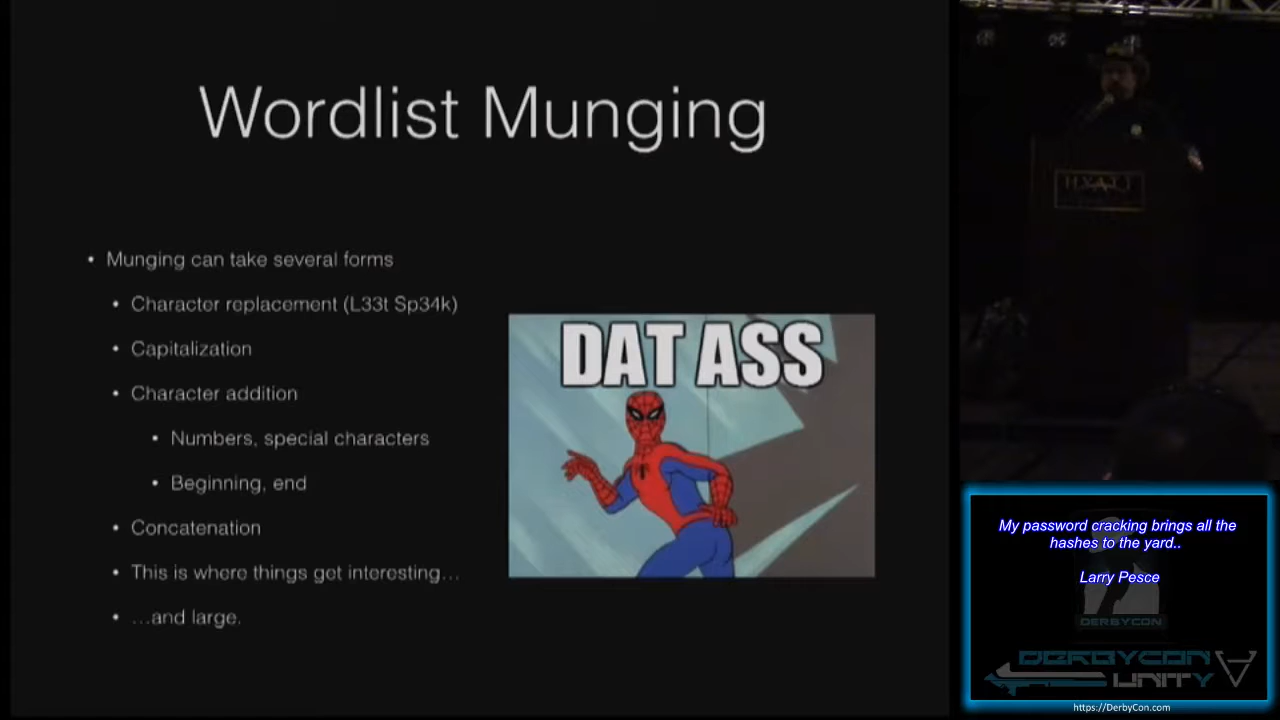 Wordlist Munging
• Munging can take several forms
• Character replacement (L33t Sp34k)
• Capitalization
• Character addition
• Numbers, special characters
• Beginning, end
• Concatenation
• This is where things get interesting…
• …and large.
DAT ASS
HYATT
My password cracking brings all the
hashes to the yard..
Larry Pesce
DERBYCON
DERBYCON
UNITY
https://DerbyCon.com